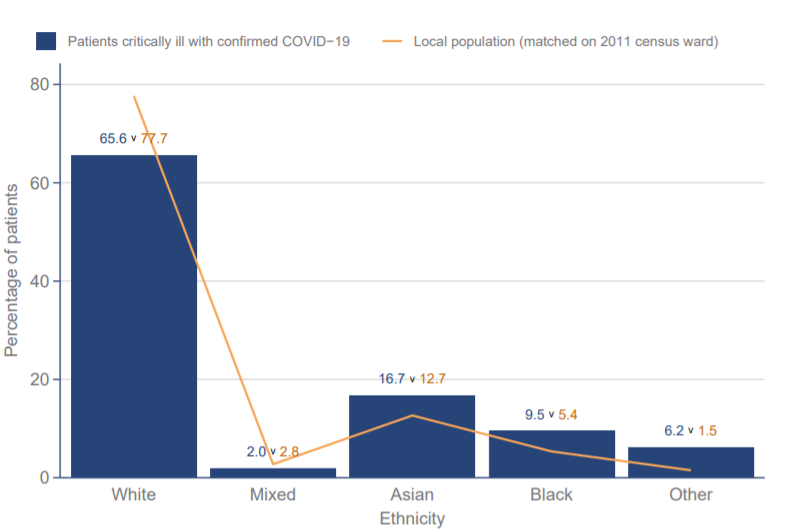 Patients critically ill with confirmed COVID−19 Local population (matched on 2011 census ward)
80
60
40
20
0
Percentage of patients
65.6 v 77.7
2.0 v 2.8
16.7 v 12.7
9.5 v 5.4
6.2 v 1.5
White Mixed Asian Black Other
Ethnicity